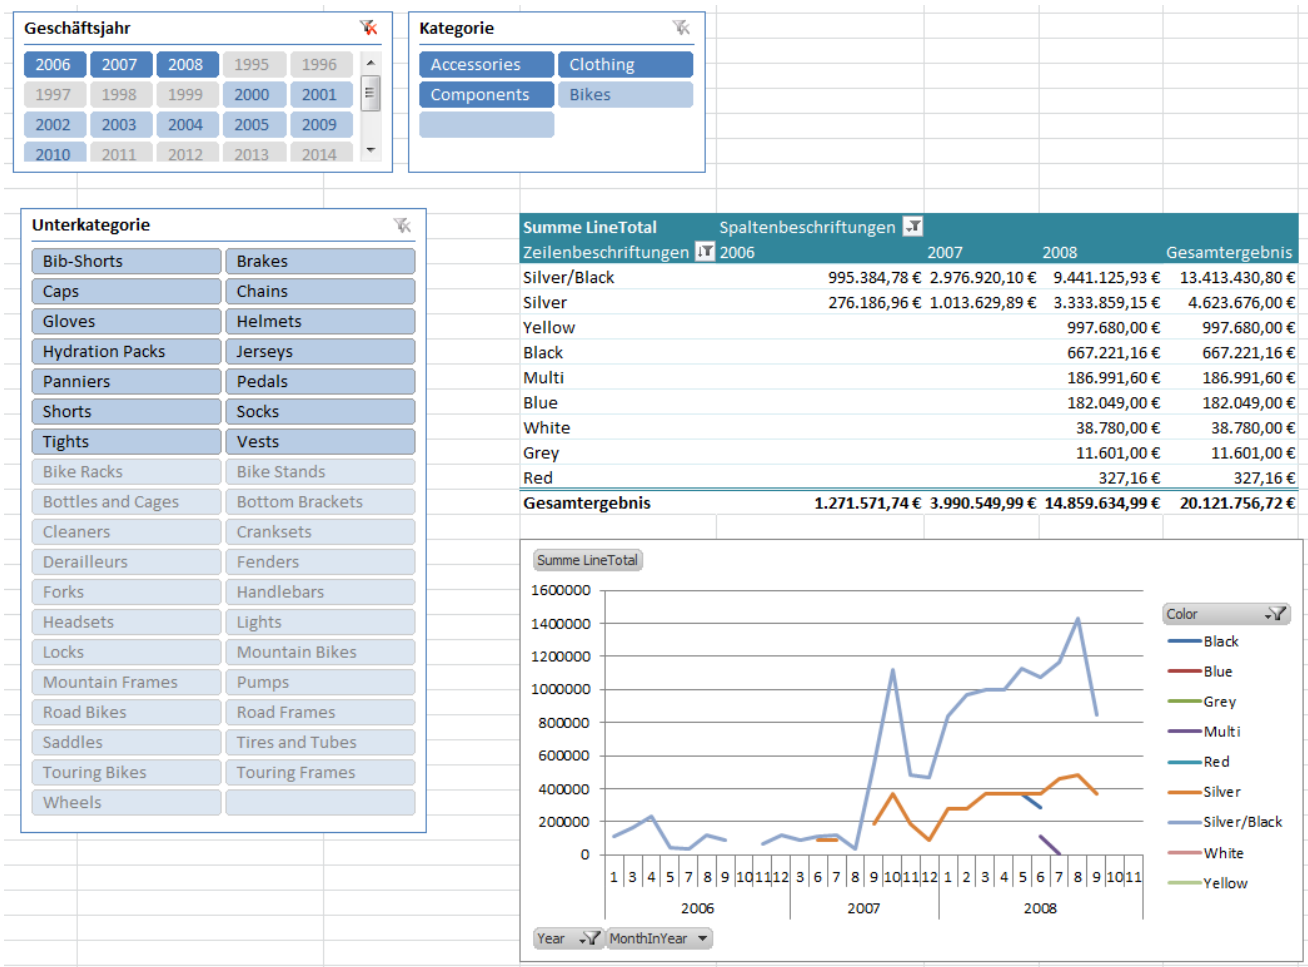 Geschäftsjahr
2006 2007 2008 1995 1996
1997 1998 1999 2000 2001
2002 2003 2004 2005 2009
2010 2011 2012 2013 2014
Kategorie
Accessories Clothing
Components Bikes
Unterkategorie
Bib-Shorts Brakes
Caps Chains
Gloves Helmets
Hydration Packs Jerseys
Panniers Pedals
Shorts Socks
Tights Vests
Bike Racks Bike Stands
Bottles and Cages Bottom Brackets
Cleaners Cranksets
Derailleurs Fenders
Forks Handlebars
Headsets Lights
Locks Mountain Bikes
Mountain Frames Pumps
Road Bikes Road Frames
Saddles Tires and Tubes
Touring Bikes Touring Frames
Wheels
Summe LineTotal Spaltenbeschriftungen
Zeilenbeschriftungen 2006 2007 2008 Gesamtergebnis
Silver/Black 995.384,78 € 2.976.920,10 € 9.441.125,93 € 13.413.430,80 €
Silver 276.186,96 € 1.013.629,89 € 3.333.859,15 € 4.623.676,00 €
Yellow 997.680,00 € 997.680,00 €
Black 667.221,16 € 667.221,16 €
Multi 186.991,60 € 186.991,60 €
Blue 182.049,00 € 182.049,00 €
White 38.780,00 € 38.780,00 €
Grey 11.601,00 € 11.601,00 €
Red 327,16 € 327,16 €
Gesamtergebnis 1.271.571,74 € 3.990.549,99 € 14.859.634,99 € 20.121.756,72 €
Summe LineTotal
1600000
1400000
1200000
1000000
800000
600000
400000
200000
0
1 3 4 5 7 8 9 10 11 12 3 6 7 8 9 10 11 12 1 2 3 4 5 6 7 8 9 10 11
2006 2007 2008
Year MonthInYear
Color
Black
Blue
Grey
Multi
Red
Silver
Silver/Black
White
Yellow